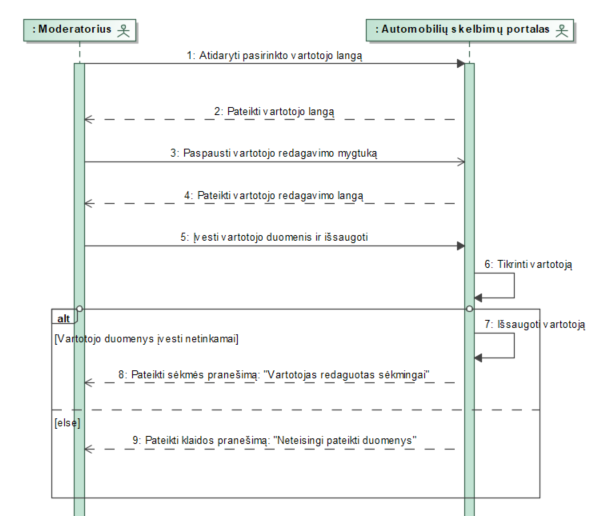 : Moderatorius
: Automobilių skelbimų portalas
1: Atidaryti pasirinkto vartotojo langą
2: Pateikti vartotojo langą
3: Paspausti vartotojo redagavimo mygtuką
4: Pateikti vartotojo redagavimo langą
5: Įvesti vartotojo duomenis ir išsaugoti
6: Tikrinti vartotoją
alt
7: Išsaugoti vartotoją
[Vartotojo duomenys įvesti netinkamai]
8: Pateikti sėkmės pranešimą: "Vartotojas redaguotas sėkmingai"
[else]
9: Pateikti klaidos pranešimą: "Neteisingi pateikti duomenys"